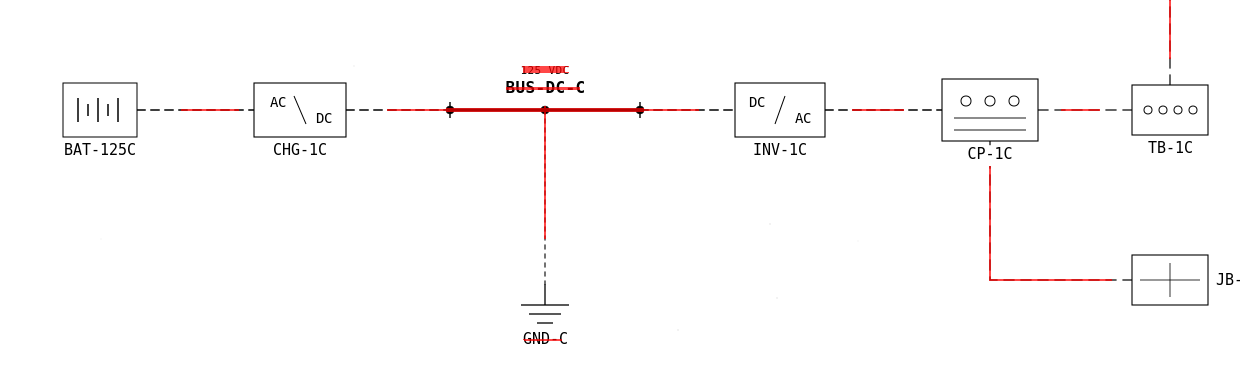 125 VDC
BUS-DC-C
AC
DC
DC
AC
BAT-125C
CHG-1C
INV-1C
CP-1C
TB-1C
JB-
GND-C